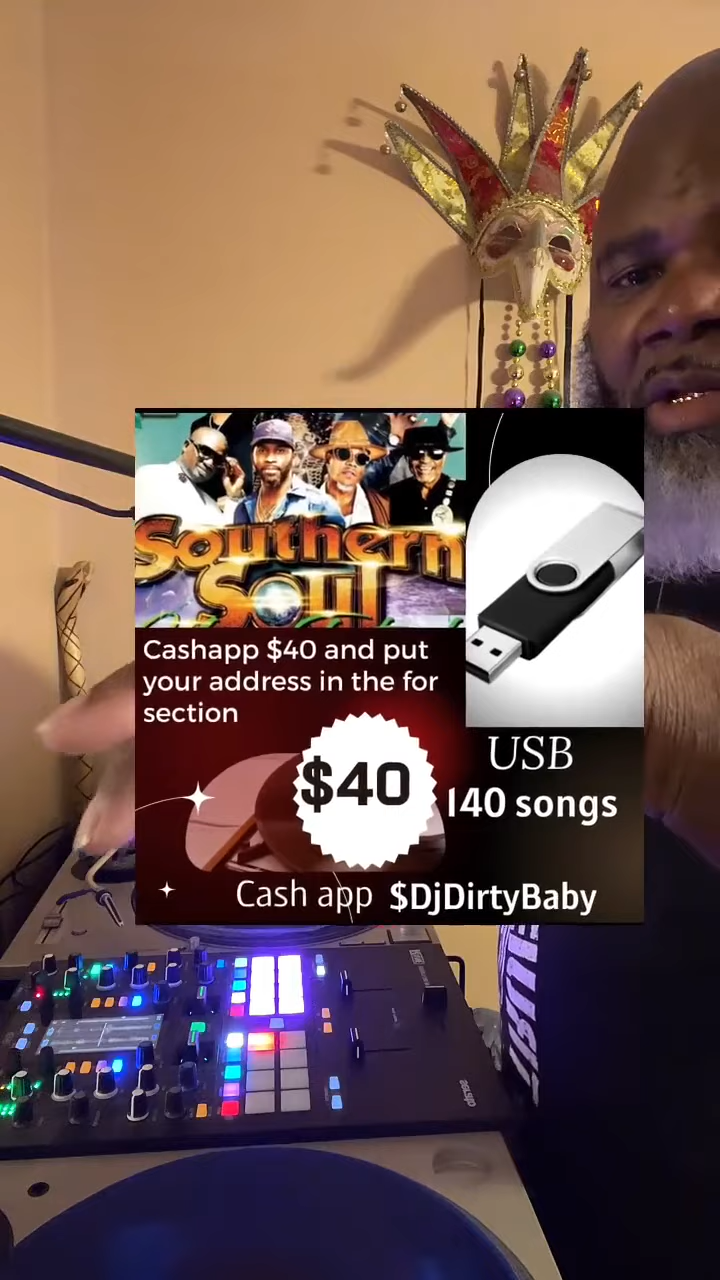 Southern
Soul
Cashapp $40 and put
your address in the for
section
$40
USB
140 songs
Cash app $DjDirtyBaby